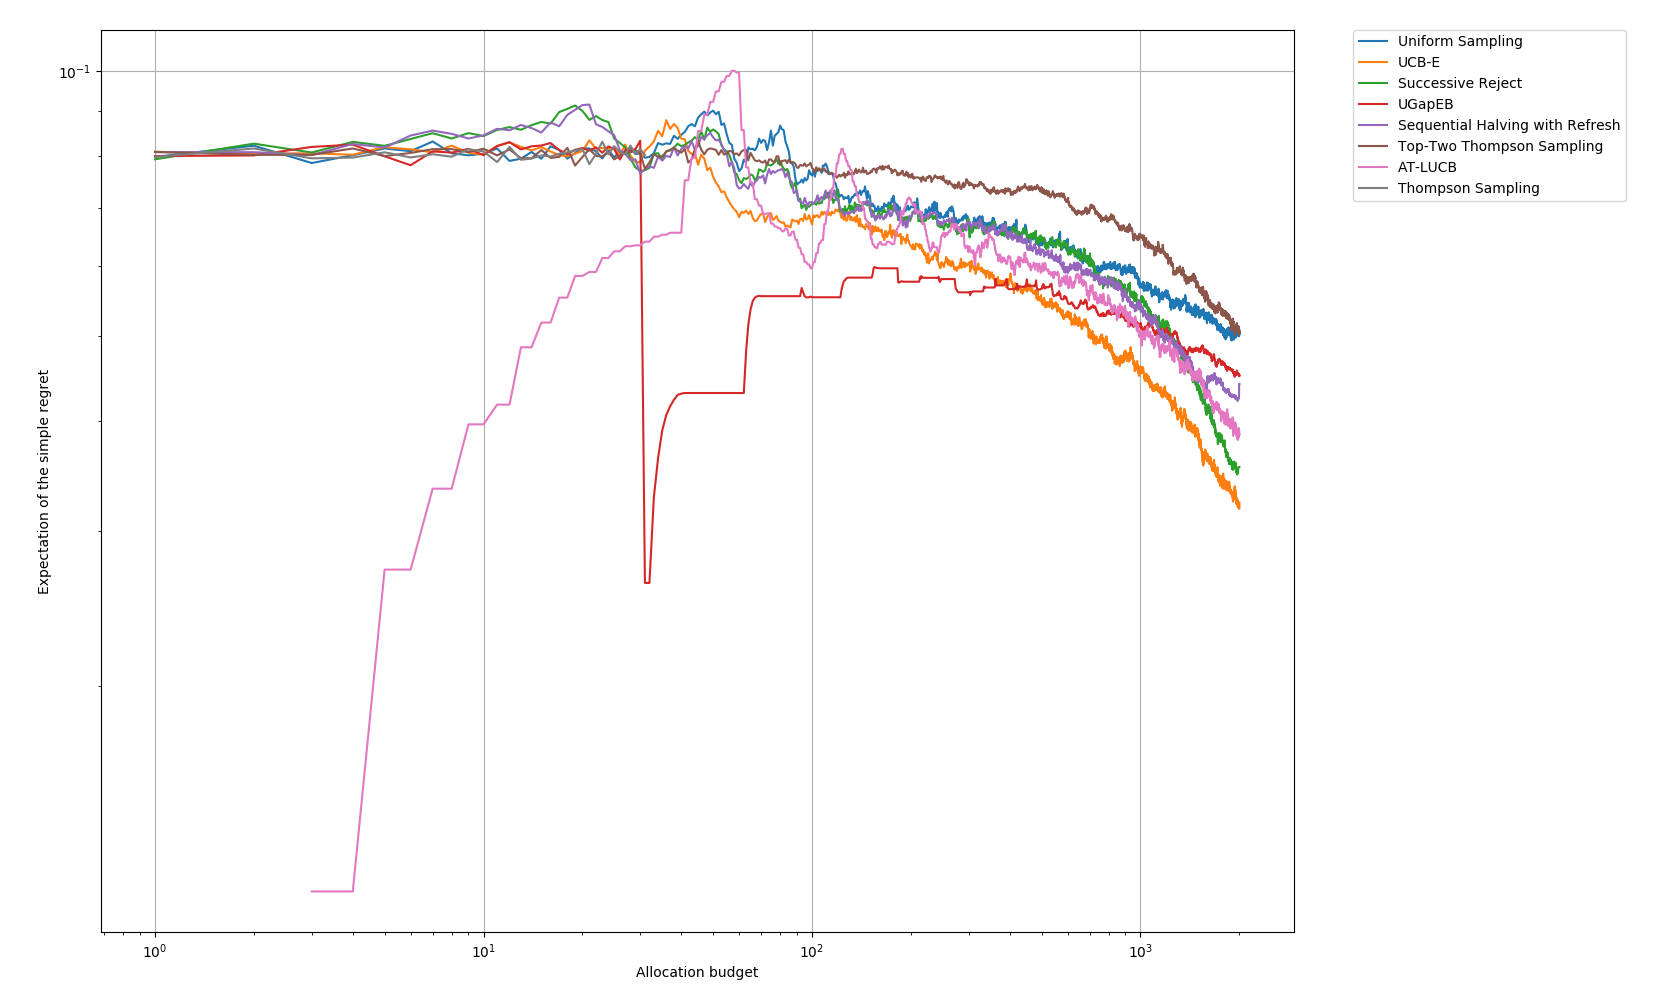 10⁻¹
Expectation of the simple regret
10⁰
10¹
10²
10³
Allocation budget
Uniform Sampling
UCB-E
Successive Reject
UGapEB
Sequential Halving with Refresh
Top-Two Thompson Sampling
AT-LUCB
Thompson Sampling